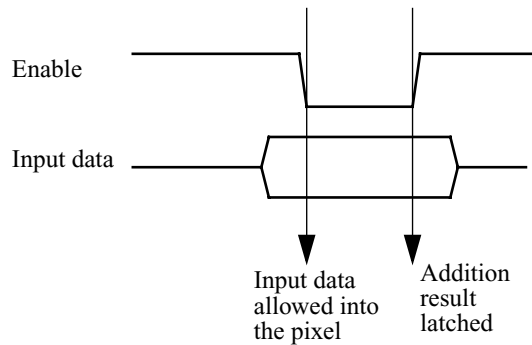 Enable
Input data
Input data
allowed into
the pixel
Addition
result
latched